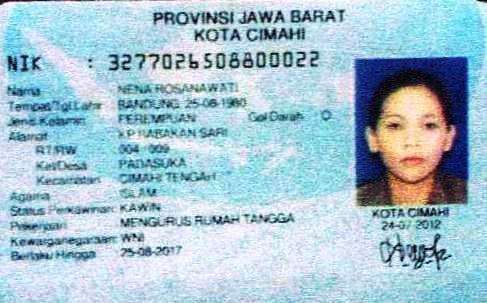 PROVINSI JAWA BARAT
KOTA CIMAHI
NIK : 3277026508800022
Nama : NENA ROSANAWATI
Tempat/Tgl Lahir : BANDUNG, 25-08-1980
Jenis Kelamin : PEREMPUAN Gol Darah : O
Alamat : KP BABAKAN SARI
RT/RW : 004 / 009
Kel/Desa : PADASUKA
Kecamatan : CIMAHI TENGAH
Agama : ISLAM
Status Perkawinan: KAWIN
Pekerjaan : MENGURUS RUMAH TANGGA
Kewarganegaraan: WNI
Berlaku Hingga : 25-08-2017
KOTA CIMAHI
24-07-2012